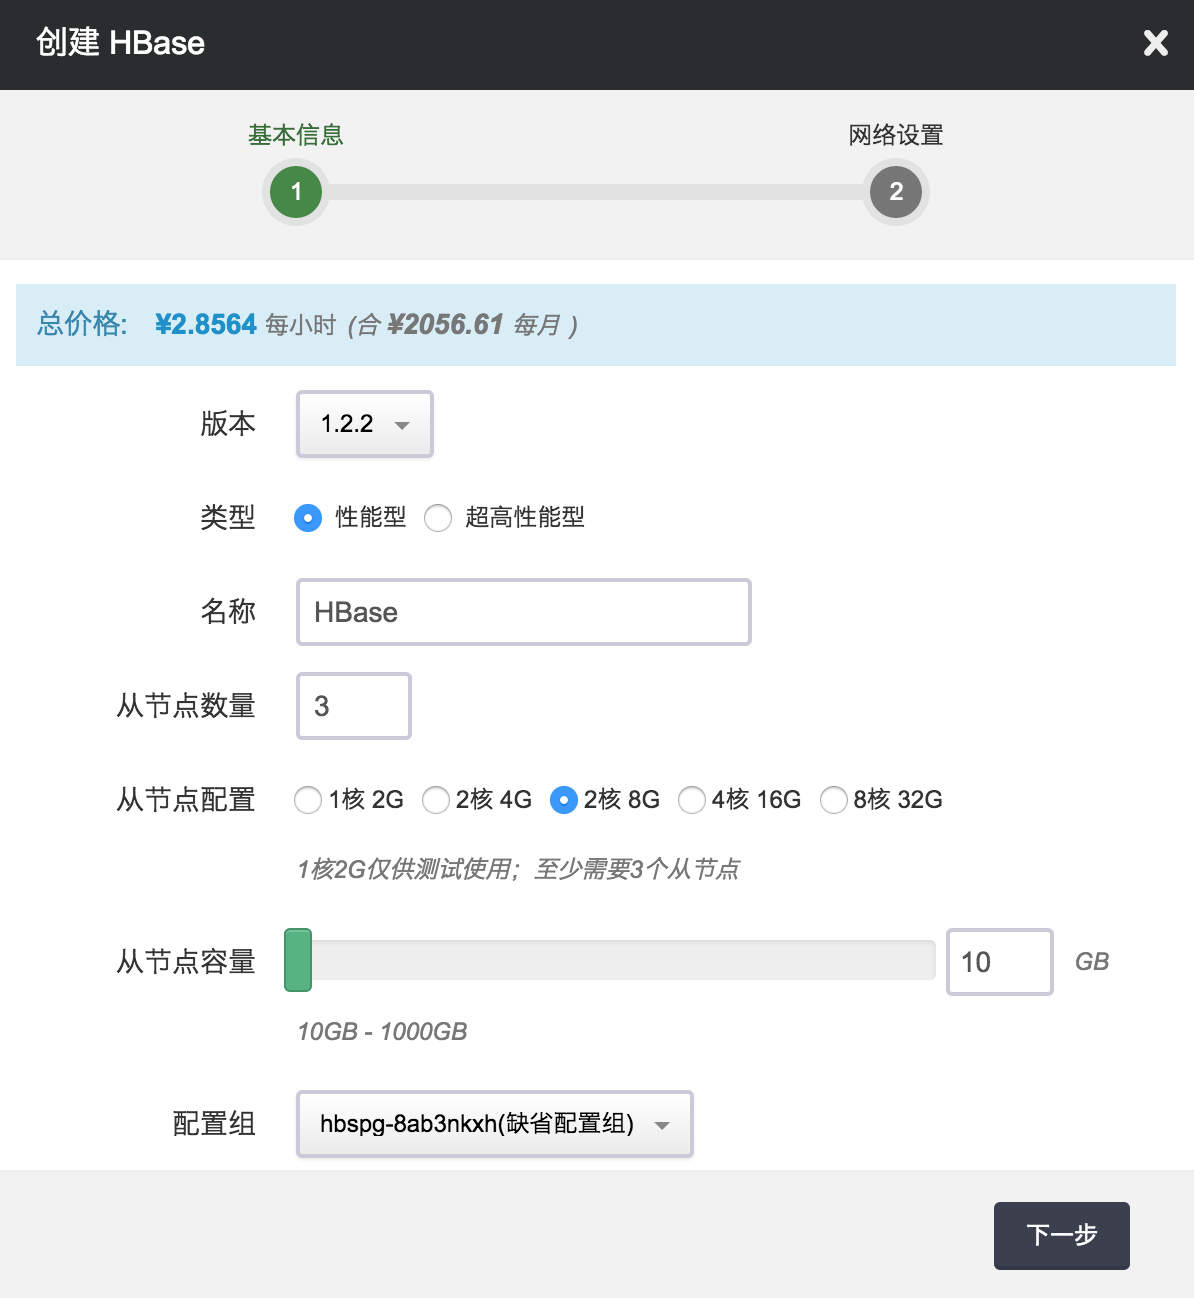 创建 HBase
基本信息 网络设置
1 2
总价格: ¥2.8564 每小时 (合 ¥2056.61 每月 )
版本 1.2.2
类型 性能型 超高性能型
名称 HBase
从节点数量 3
从节点配置 1核 2G 2核 4G 2核 8G 4核 16G 8核 32G
1核2G仅供测试使用；至少需要3个从节点
从节点容量 10 GB
10GB - 1000GB
配置组 hbspg-8ab3nkxh(缺省配置组)
下一步